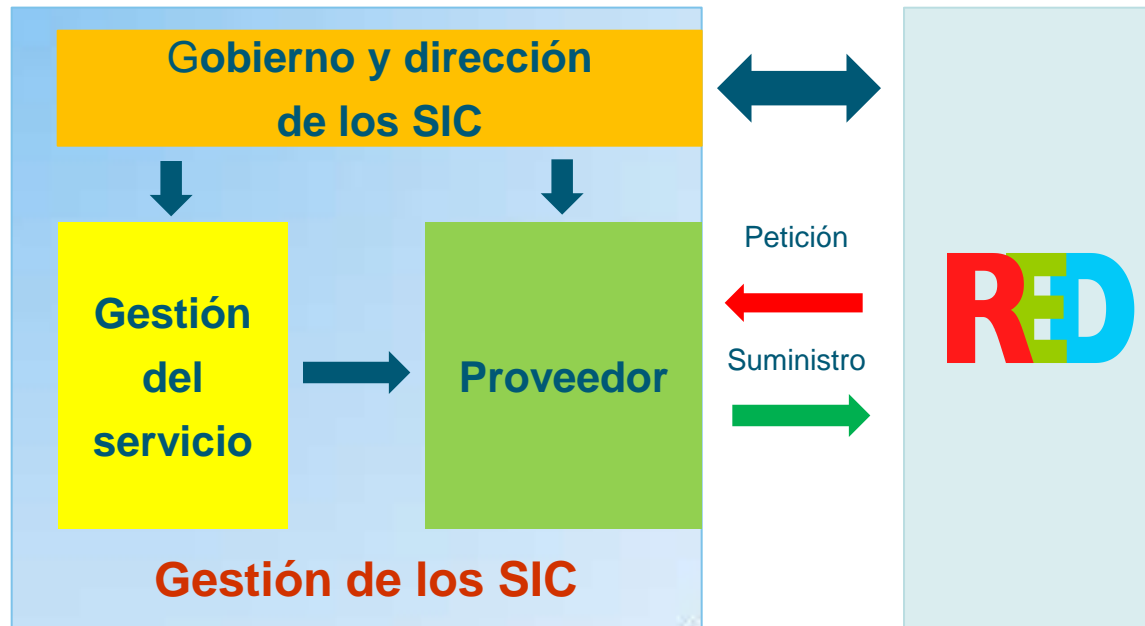 Gobierno y dirección
de los SIC
Gestión
del
servicio
Proveedor
Gestión de los SIC
Petición
Suministro
RED